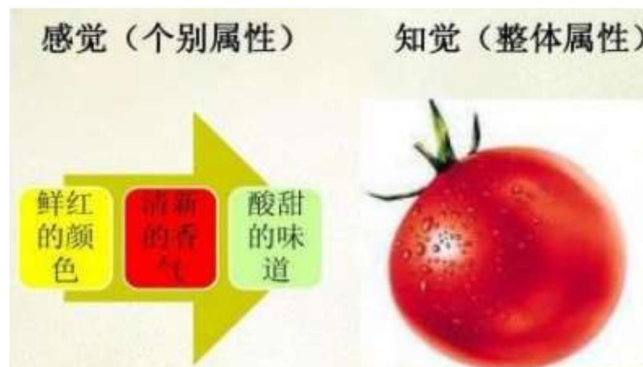 感觉（个别属性）
知觉（整体属性）
鲜红
的颜
色
清新
的香
气
酸甜
的味
道